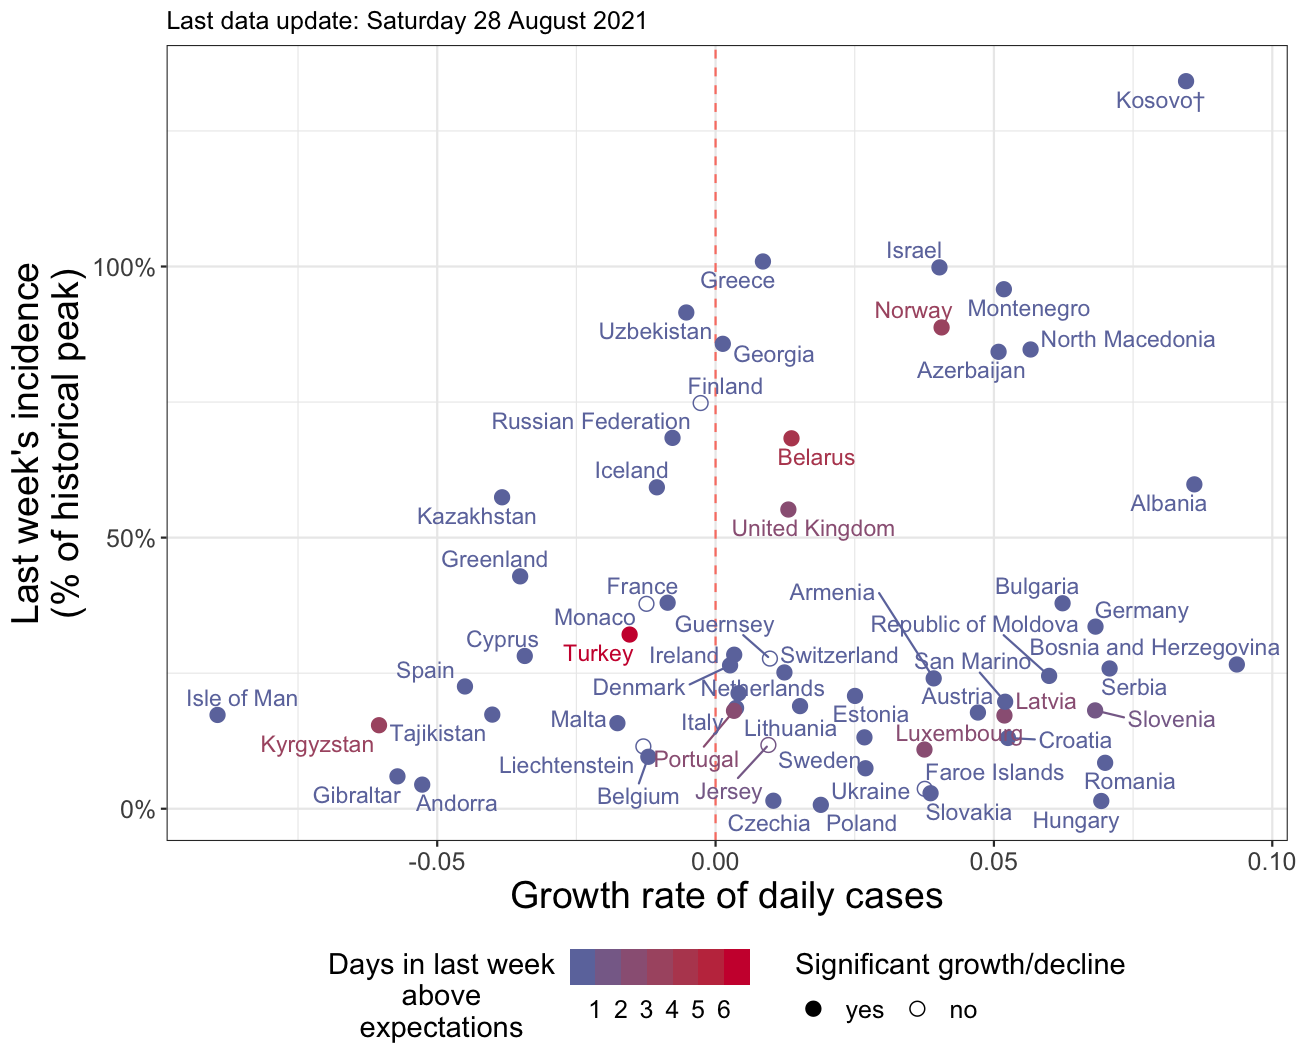 Last data update: Saturday 28 August 2021
Last week's incidence
(% of historical peak)
100%
50%
0%
Kosovo†
Israel
Greece
Montenegro
Norway
Uzbekistan
North Macedonia
Georgia
Azerbaijan
Finland
Russian Federation
Belarus
Iceland
Albania
Kazakhstan
United Kingdom
Greenland
France
Armenia
Bulgaria
Monaco
Guernsey
Republic of Moldova
Germany
Cyprus
Turkey
Ireland
Switzerland
San Marino
Bosnia and Herzegovina
Spain
Denmark
Netherlands
Serbia
Isle of Man
Austria
Latvia
Malta
Italy
Lithuania
Estonia
Slovenia
Kyrgyzstan
Tajikistan
Luxembourg
Croatia
Liechtenstein
Portugal
Sweden
Faroe Islands
Romania
Gibraltar
Andorra
Belgium
Jersey
Ukraine
Slovakia
Czechia
Poland
Hungary
-0.05
0.00
0.05
0.10
Growth rate of daily cases
Days in last week
above
expectations
1 2 3 4 5 6
Significant growth/decline
yes
no